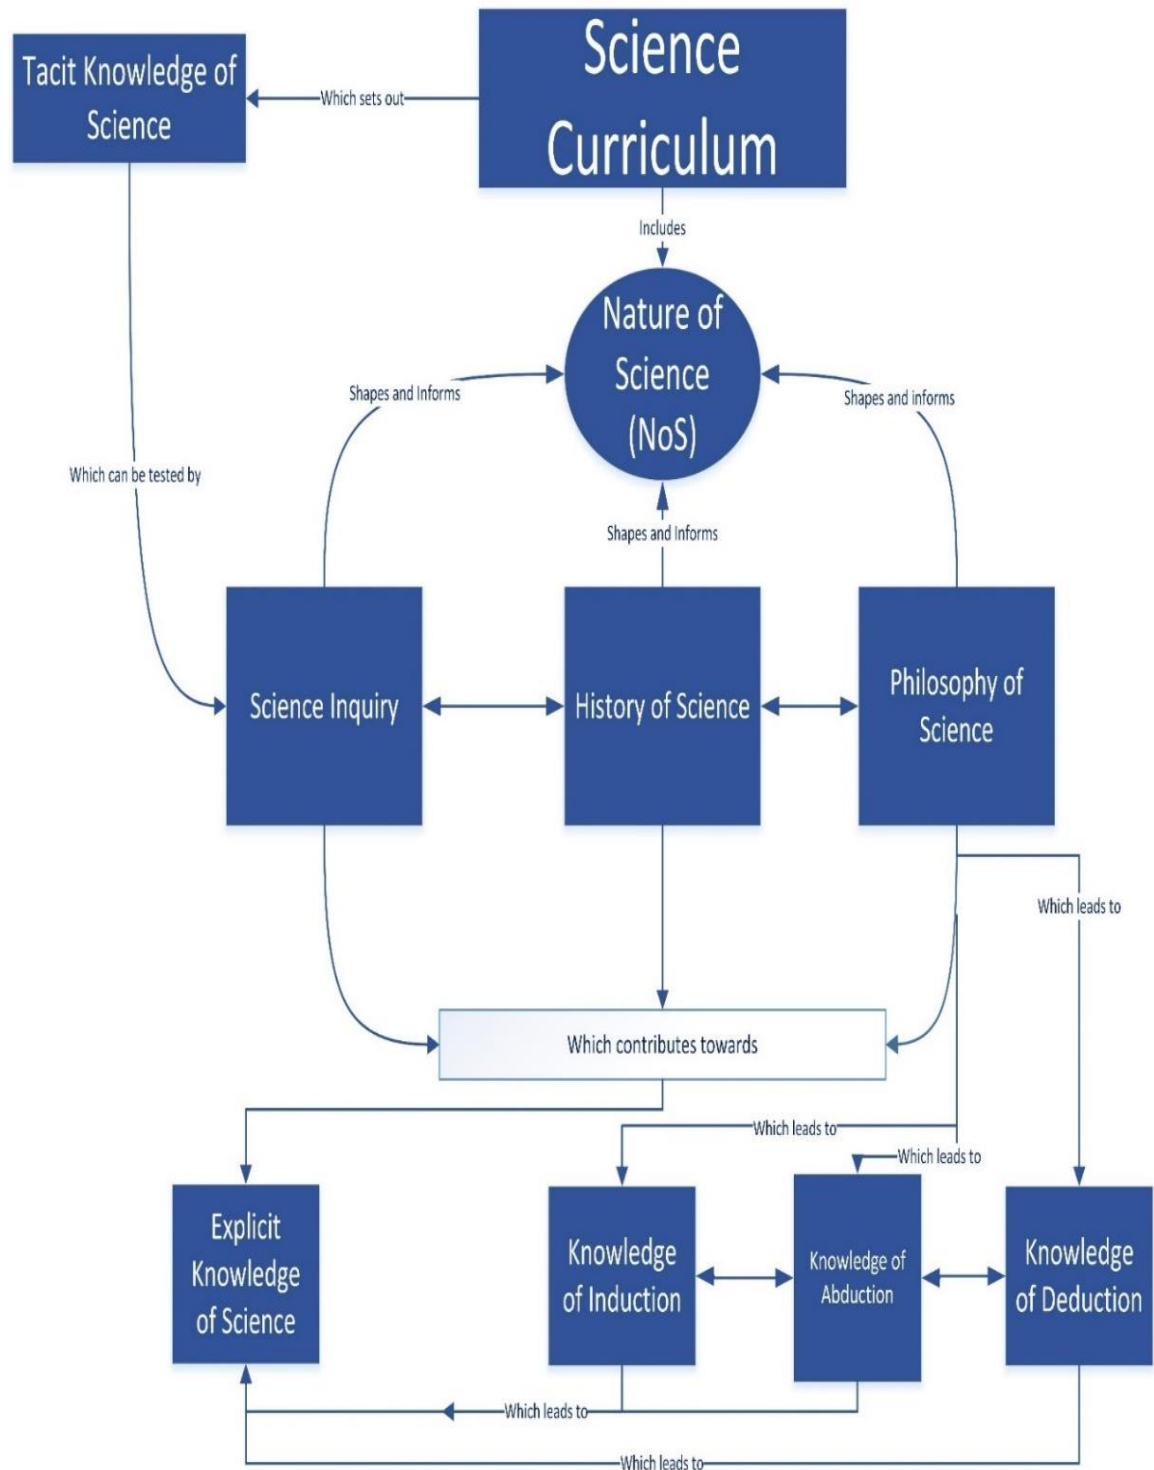 Science
Curriculum
Tacit Knowledge of
Science
Which sets out
Includes
Nature of
Science
(NoS)
Shapes and Informs
Shapes and informs
Which can be tested by
Shapes and Informs
Science Inquiry
History of Science
Philosophy of
Science
Which leads to
Which contributes towards
Which leads to
Which leads to
Explicit
Knowledge
of Science
Knowledge
of Induction
Knowledge of
Abduction
Knowledge
of Deduction
Which leads to
Which leads to